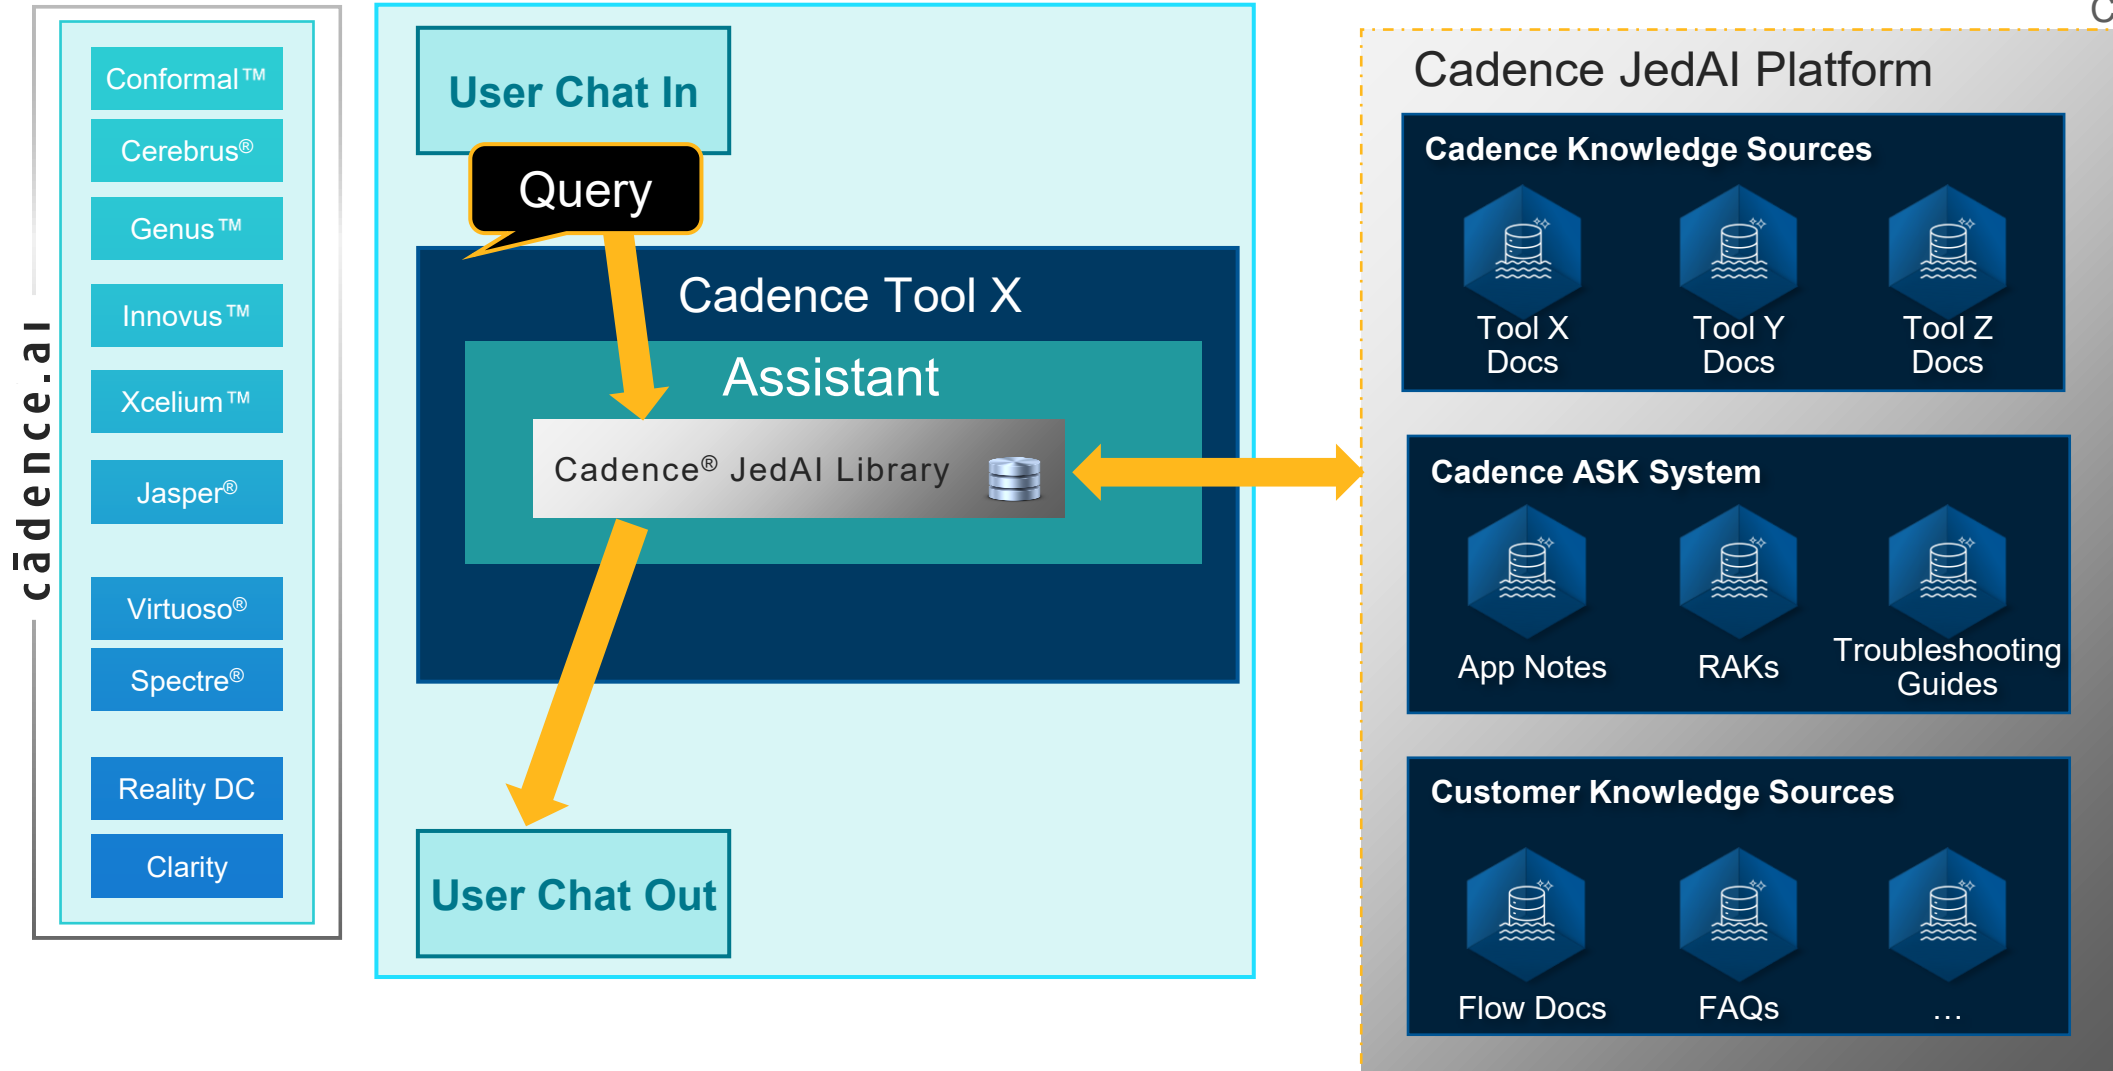 cādence.aı
Conformal™
Cerebrus®
Genus™
Innovus™
Xcelium™
Jasper®
Virtuoso®
Spectre®
Reality DC
Clarity
User Chat In
Query
Cadence Tool X
Assistant
Cadence® JedAI Library
User Chat Out
C
Cadence JedAI Platform
Cadence Knowledge Sources
Tool X
Docs
Tool Y
Docs
Tool Z
Docs
Cadence ASK System
App Notes
RAKs
Troubleshooting
Guides
Customer Knowledge Sources
Flow Docs
FAQs
...